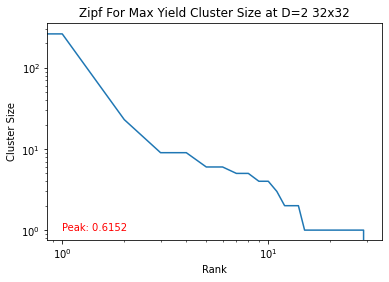 Zipf For Max Yield Cluster Size at D=2 32x32
Cluster Size
10²
10¹
10⁰
Peak: 0.6152
10⁰ 10¹
Rank